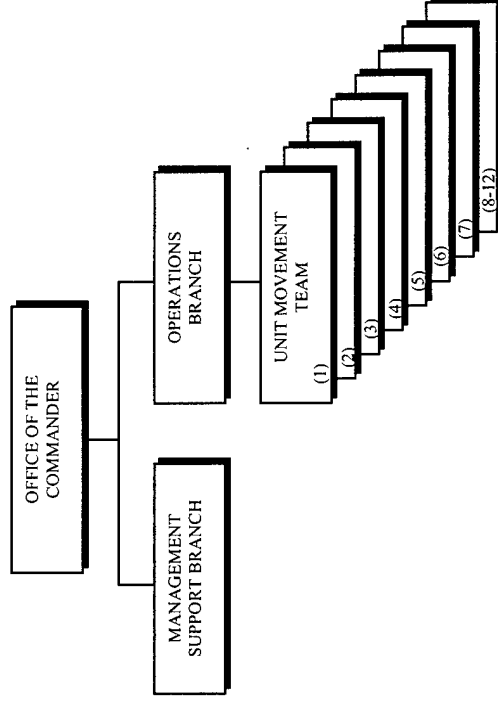 OFFICE OF THE
COMMANDER
MANAGEMENT
SUPPORT BRANCH
OPERATIONS
BRANCH
UNIT MOVEMENT
TEAM
(1)
(2)
(3)
(4)
(5)
(6)
(7)
(8-12)